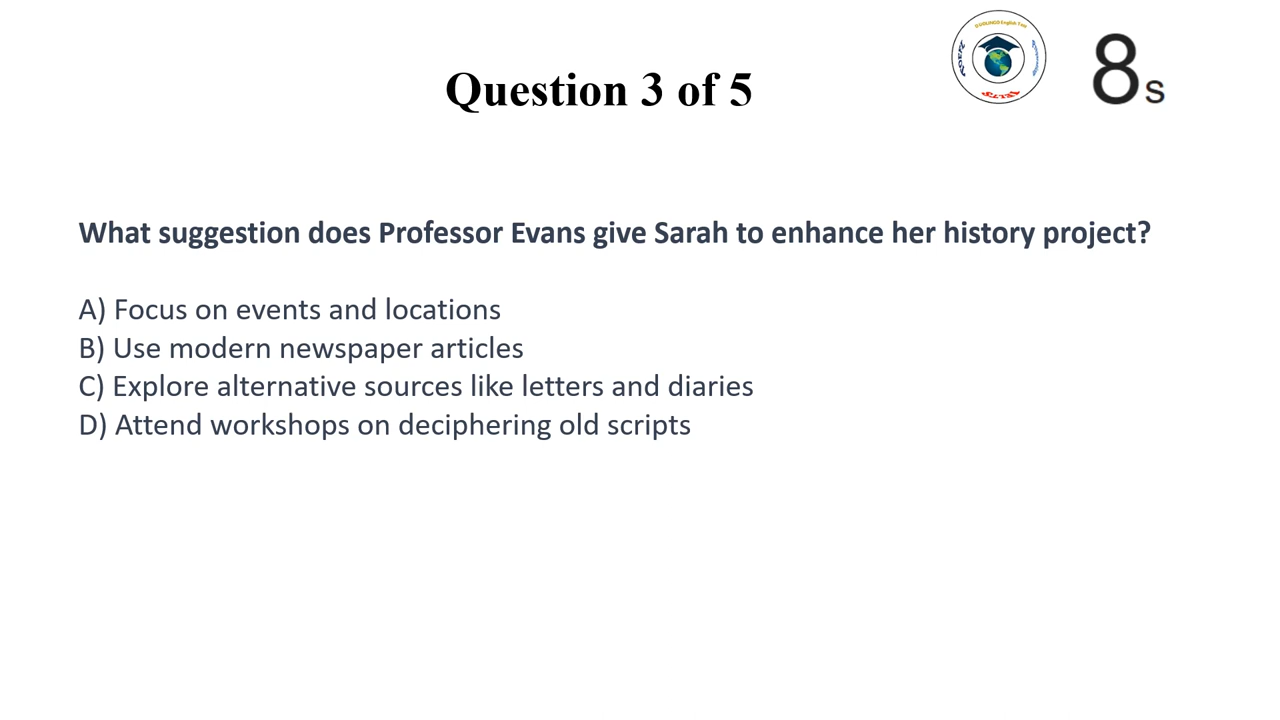 Question 3 of 5
8s
What suggestion does Professor Evans give Sarah to enhance her history project?
A) Focus on events and locations
B) Use modern newspaper articles
C) Explore alternative sources like letters and diaries
D) Attend workshops on deciphering old scripts